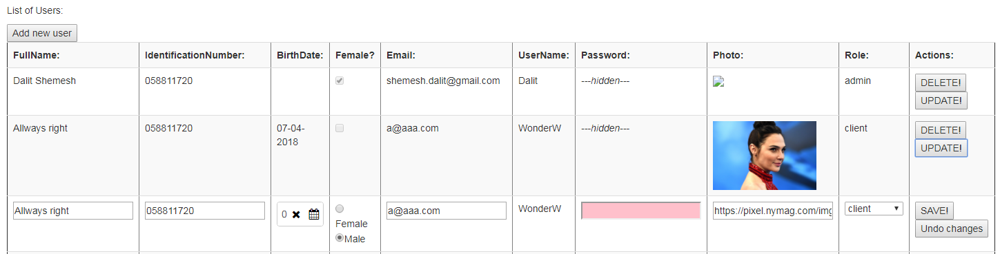 List of Users:
Add new user
FullName: IdentificationNumber: BirthDate: Female? Email: UserName: Password: Photo: Role: Actions:
Dalit Shemesh 058811720 shemesh.dalit@gmail.com Dalit ---hidden--- admin DELETE!
UPDATE!
Allways right 058811720 07-04- a@aaa.com WonderW ---hidden--- client DELETE!
2018 UPDATE!
Allways right 058811720 0 a@aaa.com WonderW https://pixel.nymag.com/img client SAVE!
Female Undo changes
Male